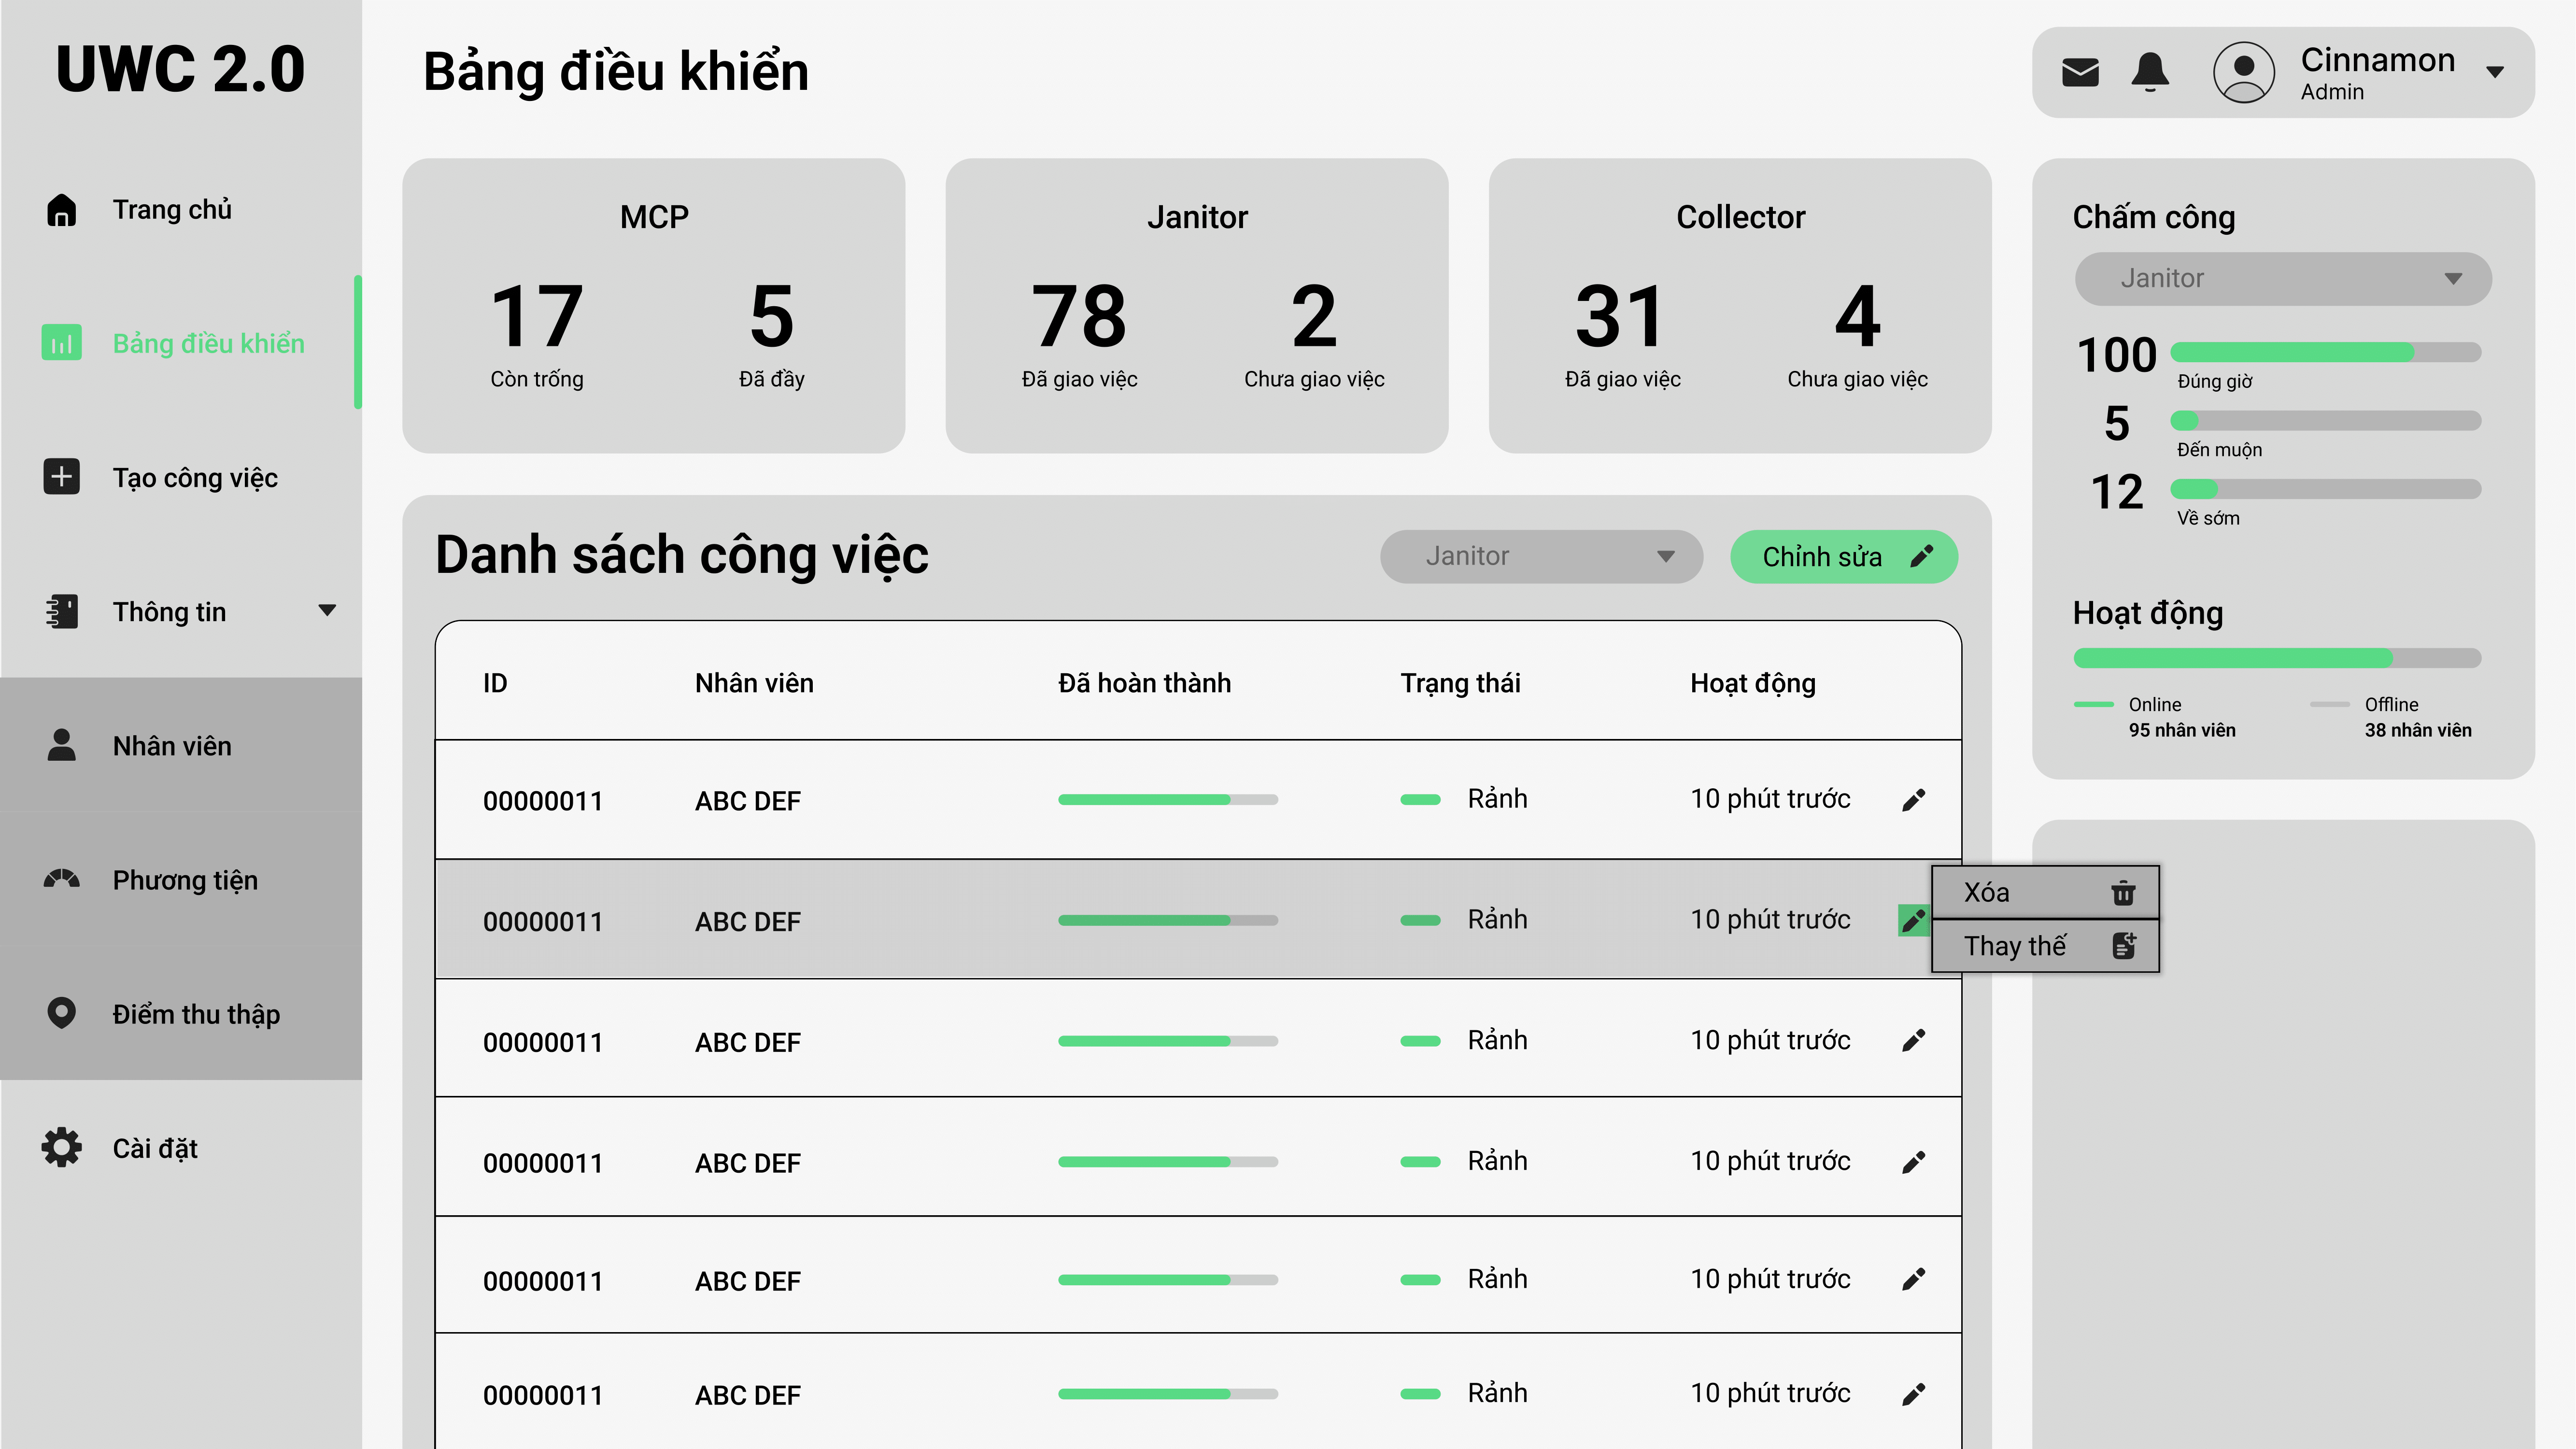 UWC 2.0
Trang chủ
Bảng điều khiển
Tạo công việc
Thông tin
Nhân viên
Phương tiện
Điểm thu thập
Cài đặt
Bảng điều khiển
Cinnamon
Admin
MCP
17 5
Còn trống Đã đầy
Janitor
78 2
Đã giao việc Chưa giao việc
Collector
31 4
Đã giao việc Chưa giao việc
Chấm công
Janitor
100
Đúng giờ
5
Đến muộn
12
Về sớm
Hoạt động
Online Offline
95 nhân viên 38 nhân viên
Danh sách công việc
Janitor
Chỉnh sửa
ID Nhân viên Đã hoàn thành Trạng thái Hoạt động
00000011 ABC DEF Rảnh 10 phút trước
00000011 ABC DEF Rảnh 10 phút trước
Xóa
Thay thế
00000011 ABC DEF Rảnh 10 phút trước
00000011 ABC DEF Rảnh 10 phút trước
00000011 ABC DEF Rảnh 10 phút trước
00000011 ABC DEF Rảnh 10 phút trước